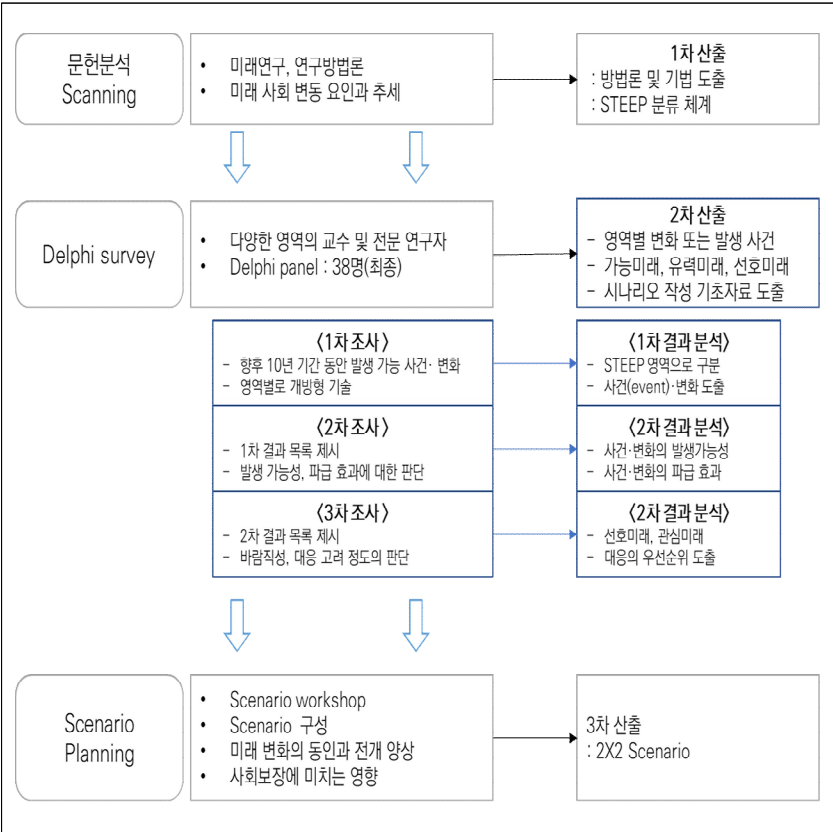 문헌분석
Scanning
• 미래연구, 연구방법론
• 미래 사회 변동 요인과 추세
1차 산출
: 방법론 및 기법 도출
: STEEP 분류 체계
Delphi survey
• 다양한 영역의 교수 및 전문 연구자
• Delphi panel : 38명(최종)
2차 산출
- 영역별 변화 또는 발생 사건
- 가능미래, 유력미래, 선호미래
- 시나리오 작성 기초자료 도출
〈1차 조사〉
- 향후 10년 기간 동안 발생 가능 사건· 변화
- 영역별로 개방형 기술
〈1차 결과 분석〉
- STEEP 영역으로 구분
- 사건(event)·변화 도출
〈2차 조사〉
- 1차 결과 목록 제시
- 발생 가능성, 파급 효과에 대한 판단
〈2차 결과 분석〉
- 사건·변화의 발생가능성
- 사건·변화의 파급 효과
〈3차 조사〉
- 2차 결과 목록 제시
- 바람직성, 대응 고려 정도의 판단
〈2차 결과 분석〉
- 선호미래, 관심미래
- 대응의 우선순위 도출
Scenario
Planning
• Scenario workshop
• Scenario 구성
• 미래 변화의 동인과 전개 양상
• 사회보장에 미치는 영향
3차 산출
: 2X2 Scenario